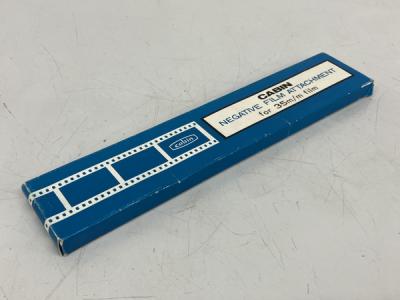 CABIN
NEGATIVE FILM ATTACHMENT
for 35m/m film
cabin